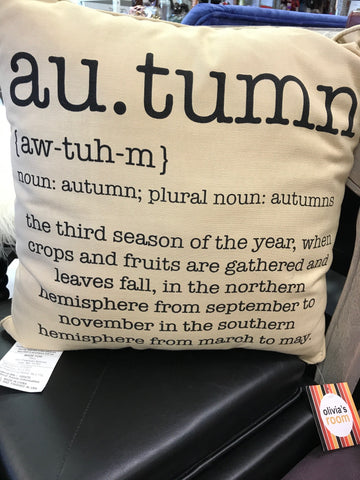 au.tumn
{aw-tuh-m}
noun: autumn; plural noun: autumns
the third season of the year, when
crops and fruits are gathered and
leaves fall, in the northern
hemisphere from september to
november in the southern
hemisphere from march to may.
olivia's
room